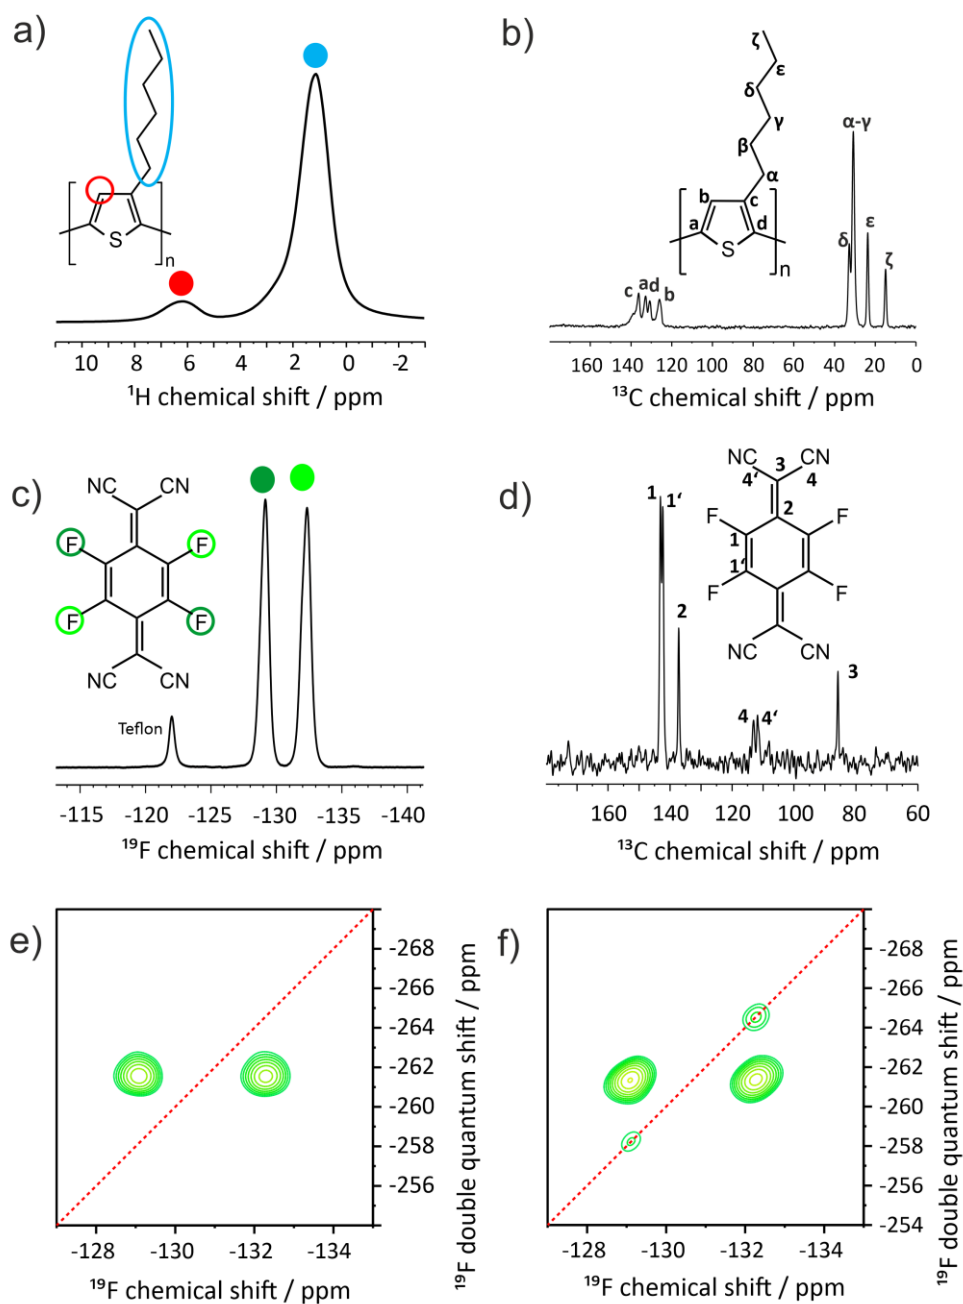 a)
S
n
10 8 6 4 2 0 -2
¹H chemical shift / ppm
b)
ζ
ε
δ
γ
β
α
b
c
a
d
S
n
α-γ
δ
ε
ζ
c a d b
160 140 120 100 80 60 40 20 0
¹³C chemical shift / ppm
c)
NC CN
F F
F F
NC CN
Teflon
-115 -120 -125 -130 -135 -140
¹⁹F chemical shift / ppm
d)
3
NC CN
4' 4
2
F F
1
1'
F F
NC CN
1 1'
2
4 4'
3
160 140 120 100 80 60
¹³C chemical shift / ppm
e)
-268
-266
-264
-262
-260
-258
-256
-128 -130 -132 -134
¹⁹F chemical shift / ppm
¹⁹F double quantum shift / ppm
f)
-268
-266
-264
-262
-260
-258
-256
-254
-128 -130 -132 -134
¹⁹F chemical shift / ppm
¹⁹F double quantum shift / ppm